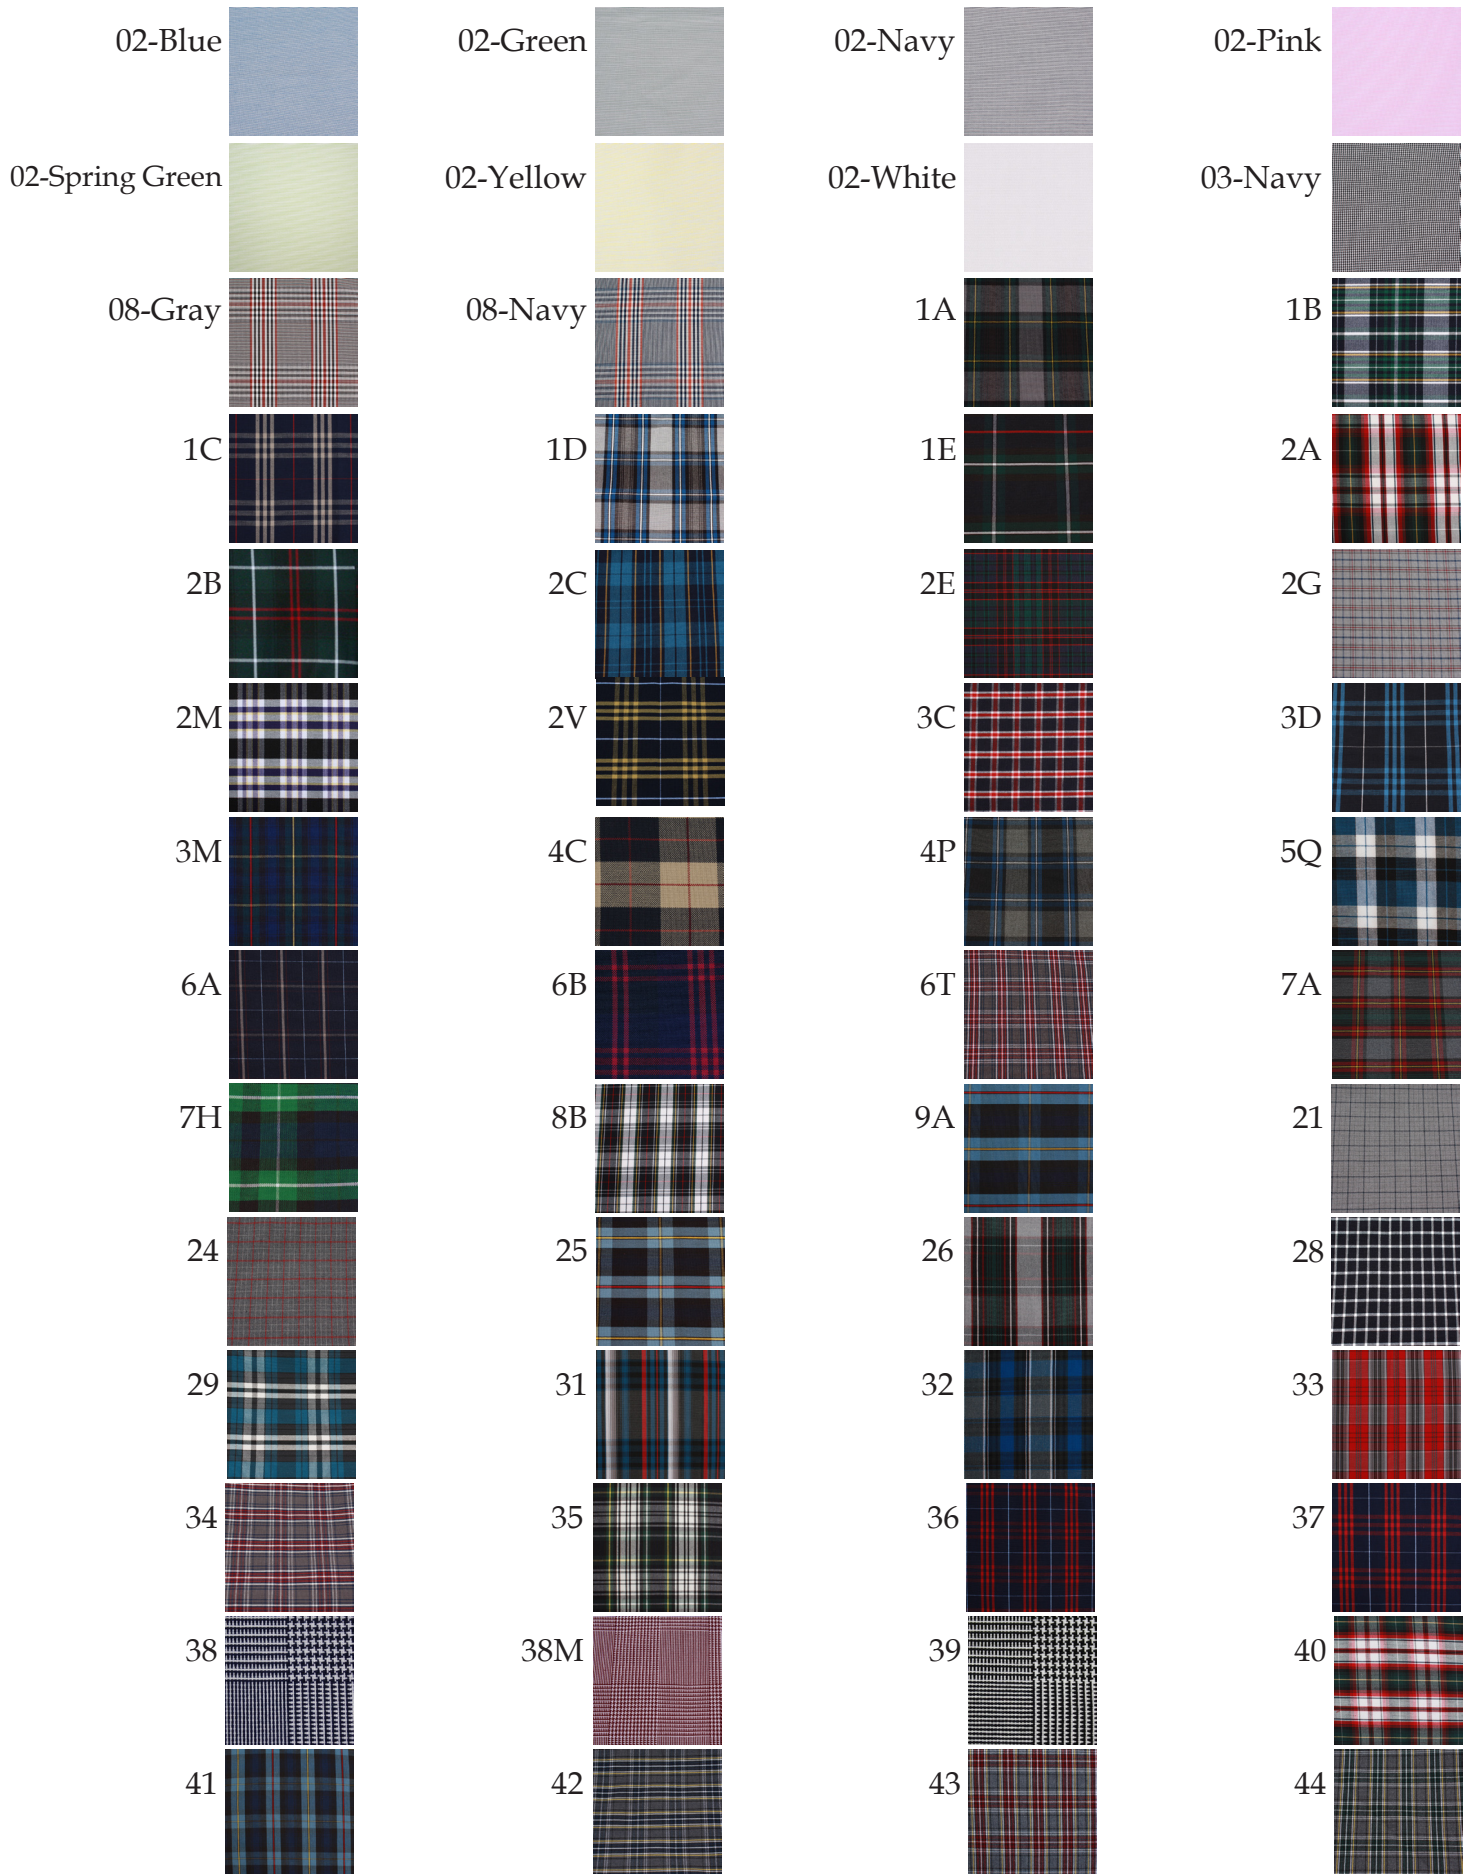 02-Blue 02-Green 02-Navy 02-Pink
02-Spring Green 02-Yellow 02-White 03-Navy
08-Gray 08-Navy 1A 1B
1C 1D 1E 2A
2B 2C 2E 2G
2M 2V 3C 3D
3M 4C 4P 5Q
6A 6B 6T 7A
7H 8B 9A 21
24 25 26 28
29 31 32 33
34 35 36 37
38 38M 39 40
41 42 43 44